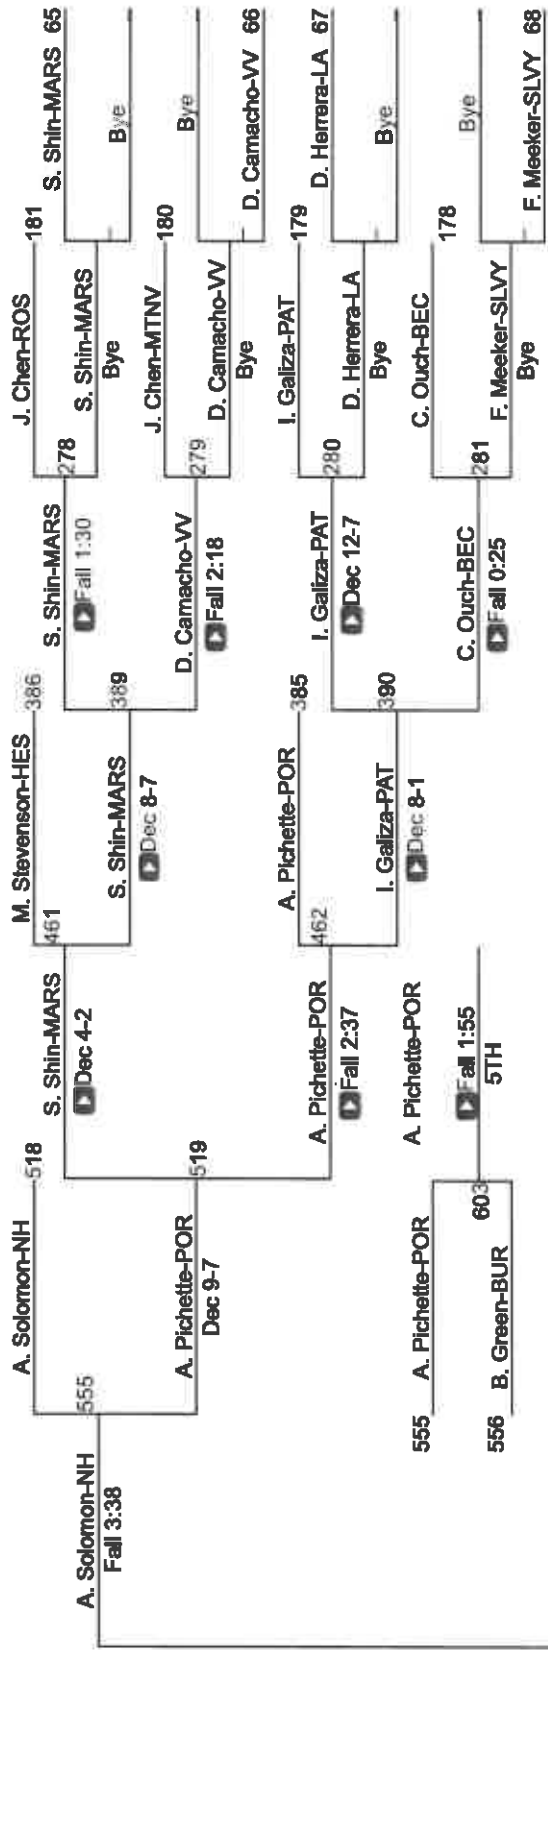 A. Solomon-NH
Fall 3:38
A. Solomon-NH 518
555
A. Pichette-POR
Dec 9-7
555 A. Pichette-POR
603
556 B. Green-BUR
S. Shin-MARS
Dec 4-2
519
A. Pichette-POR
Fall 2:37
A. Pichette-POR
Fall 1:55
5TH
M. Stevenson-HES 386
461
S. Shin-MARS
Dec 8-7
A. Pichette-POR 385
462
I. Galiza-PAT
Dec 8-1
S. Shin-MARS
Fall 1:30
389
D. Camacho-VV
Fall 2:18
I. Galiza-PAT
Dec 12-7
390
C. Ouch-BEC
Fall 0:25
J. Chen-ROS 181
278
S. Shin-MARS
Bye
J. Chen-MTNV 180
279
D. Camacho-VV
Bye
I. Galiza-PAT 179
280
D. Herrera-LA
Bye
C. Ouch-BEC 178
281
F. Meeker-SLVY
Bye
S. Shin-MARS 65
Bye
Bye
D. Camacho-VV 66
D. Herrera-LA 67
Bye
Bye
F. Meeker-SLVY 68